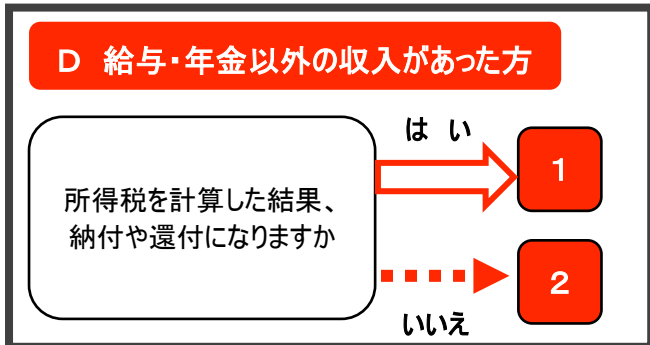 D 給与・年金以外の収入があった方
はい
1
所得税を計算した結果、
納付や還付になりますか
2
いいえ